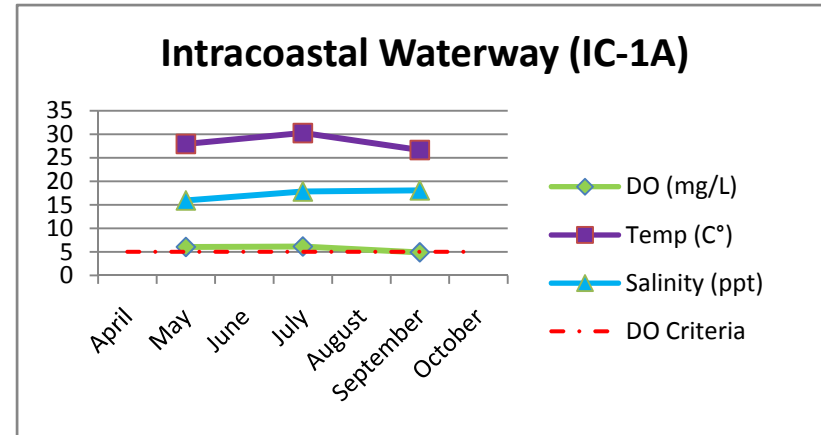 Intracoastal Waterway (IC-1A)
35
30
25
20
15
10
5
0
April
May
June
July
August
September
October
DO (mg/L)
Temp (C°)
Salinity (ppt)
DO Criteria